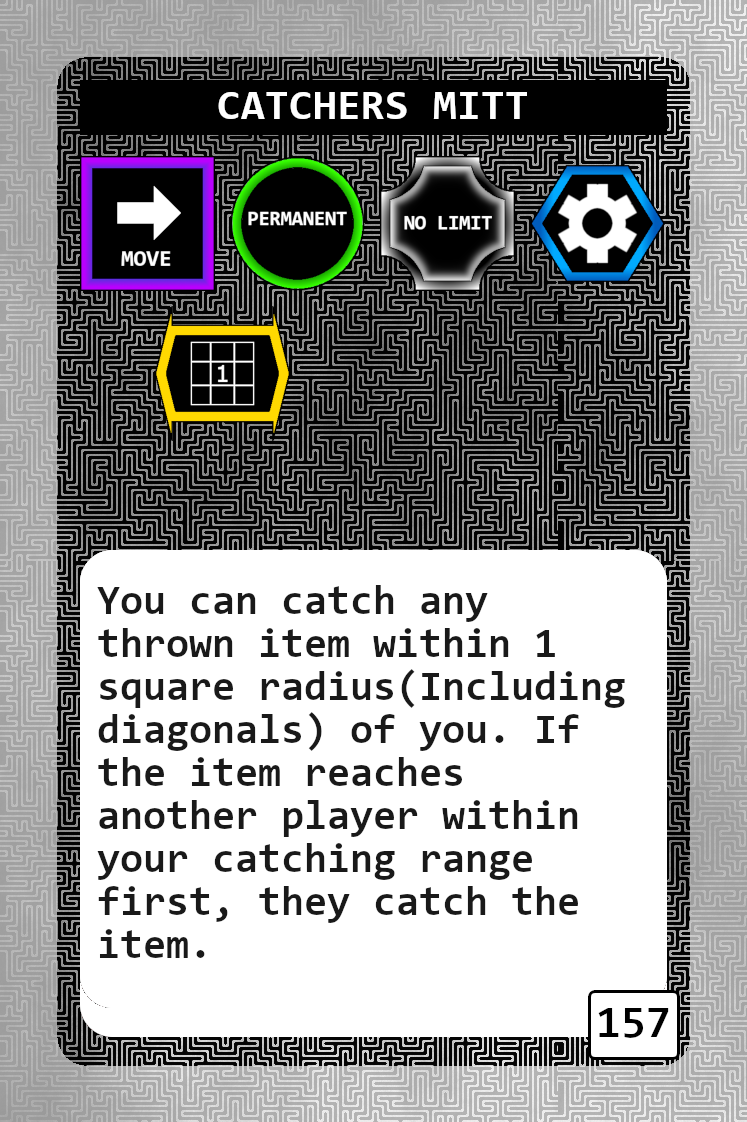 CATCHERS MITT
MOVE
PERMANENT
NO LIMIT
1
You can catch any
thrown item within 1
square radius(Including
diagonals) of you. If
the item reaches
another player within
your catching range
first, they catch the
item.
157